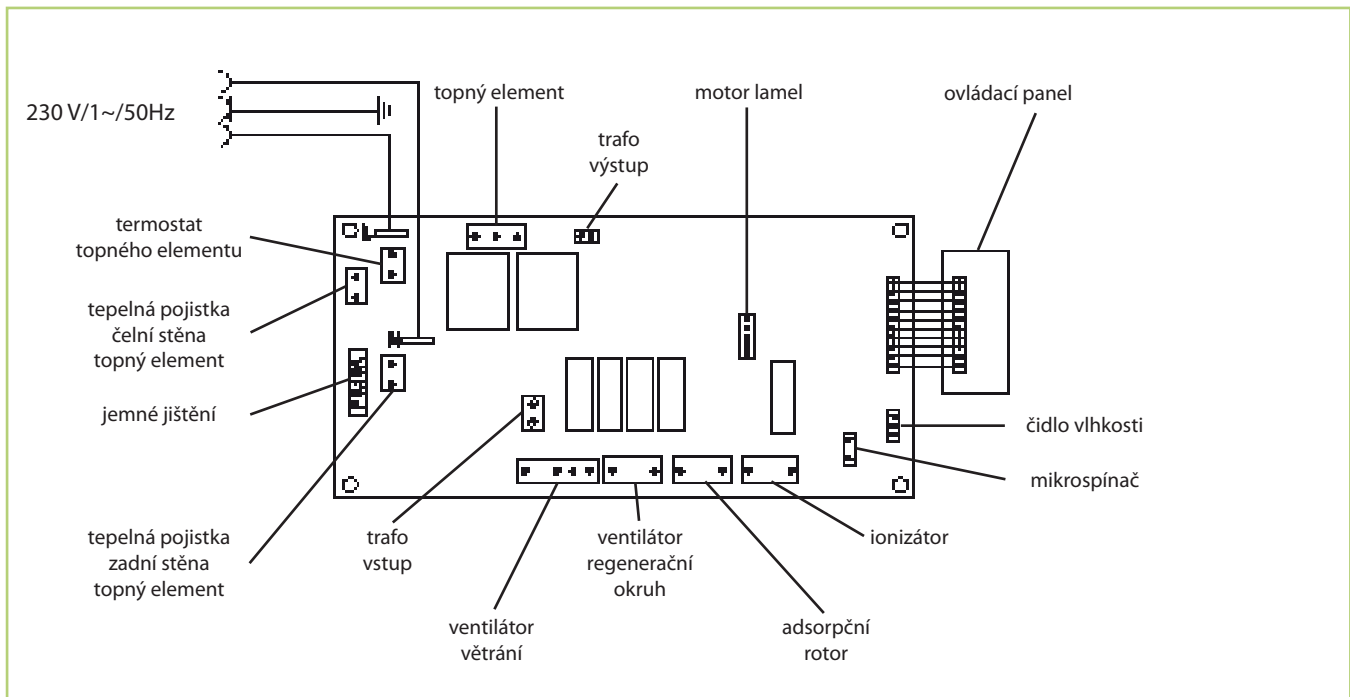 230 V/1~/50Hz
topný element
motor lamel
ovládací panel
trafo
výstup
termostat
topného elementu
tepelná pojistka
čelní stěna
topný element
jemné jištění
čidlo vlhkosti
mikrospínač
tepelná pojistka
zadní stěna
topný element
trafo
vstup
ventilátor
regenerační
okruh
ionizátor
ventilátor
větrání
adsorpční
rotor